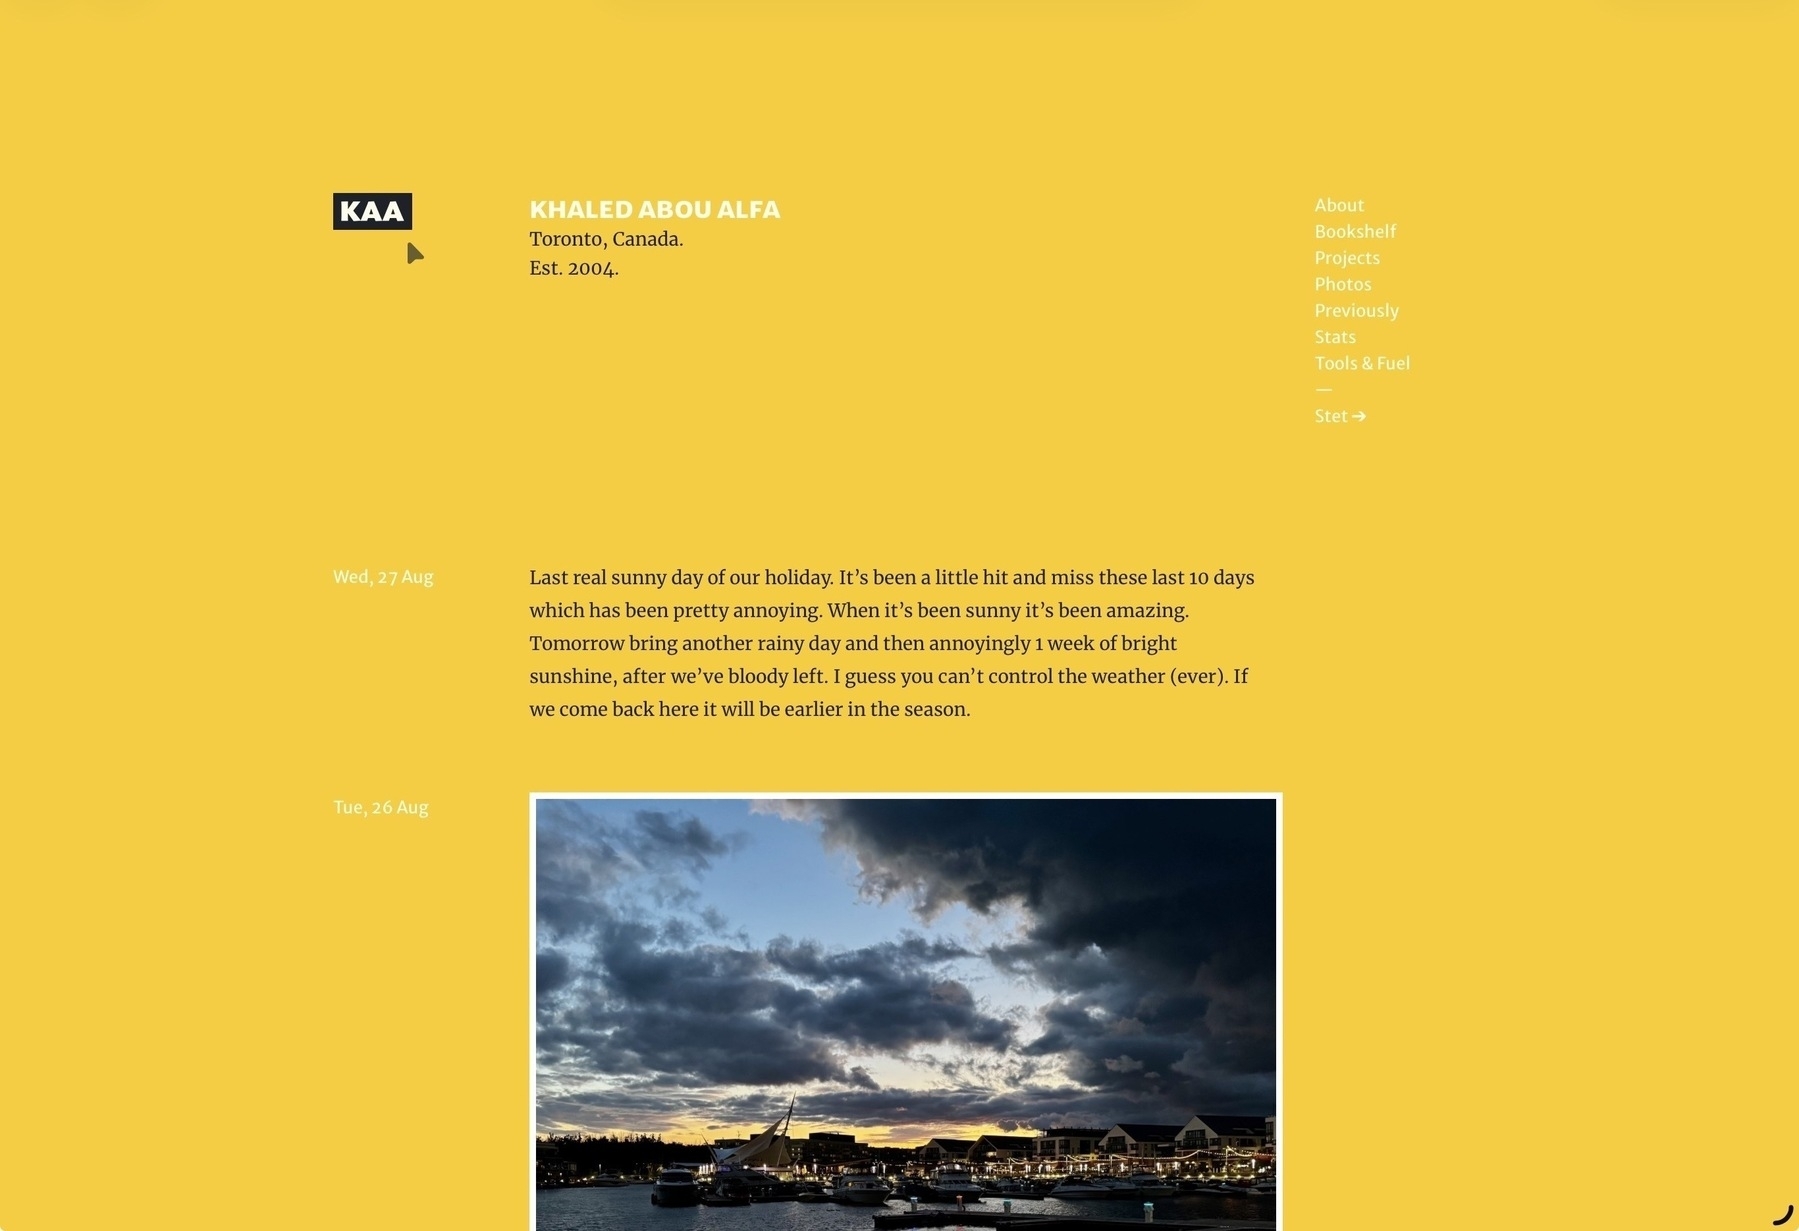 KAA
KHALED ABOU ALFA
Toronto, Canada.
Est. 2004.
About
Bookshelf
Projects
Photos
Previously
Stats
Tools & Fuel
—
Stet →
Wed, 27 Aug
Last real sunny day of our holiday. It’s been a little hit and miss these last 10 days
which has been pretty annoying. When it’s been sunny it’s been amazing.
Tomorrow bring another rainy day and then annoyingly 1 week of bright
sunshine, after we’ve bloody left. I guess you can’t control the weather (ever). If
we come back here it will be earlier in the season.
Tue, 26 Aug